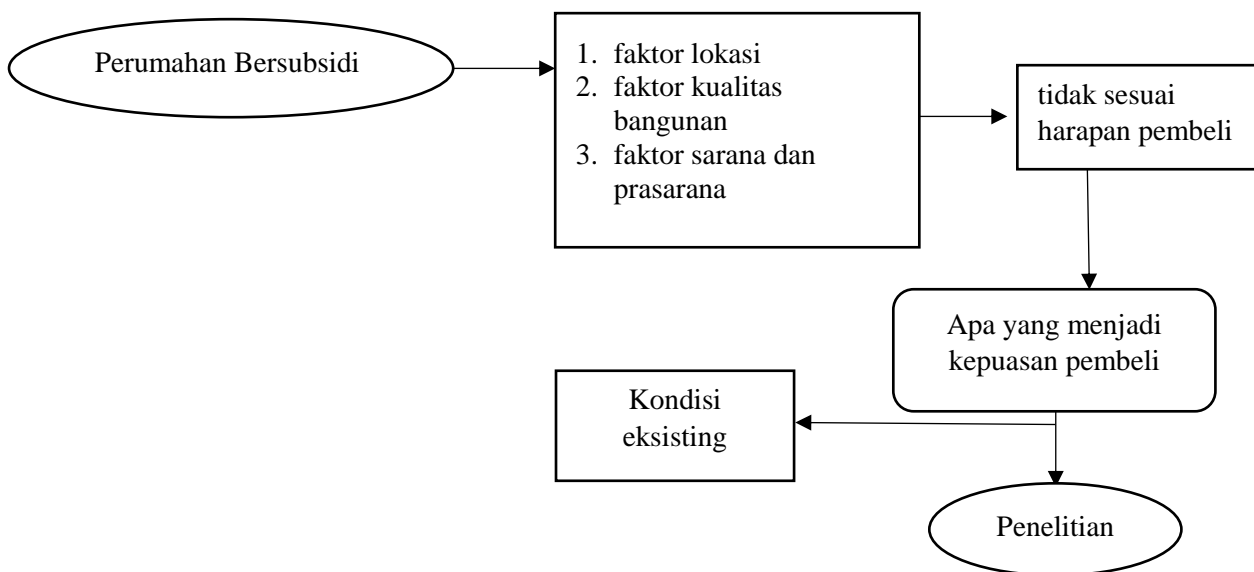 Perumahan Bersubsidi
1. faktor lokasi
2. faktor kualitas
bangunan
3. faktor sarana dan
prasarana
tidak sesuai
harapan pembeli
Apa yang menjadi
kepuasan pembeli
Kondisi
eksisting
Penelitian